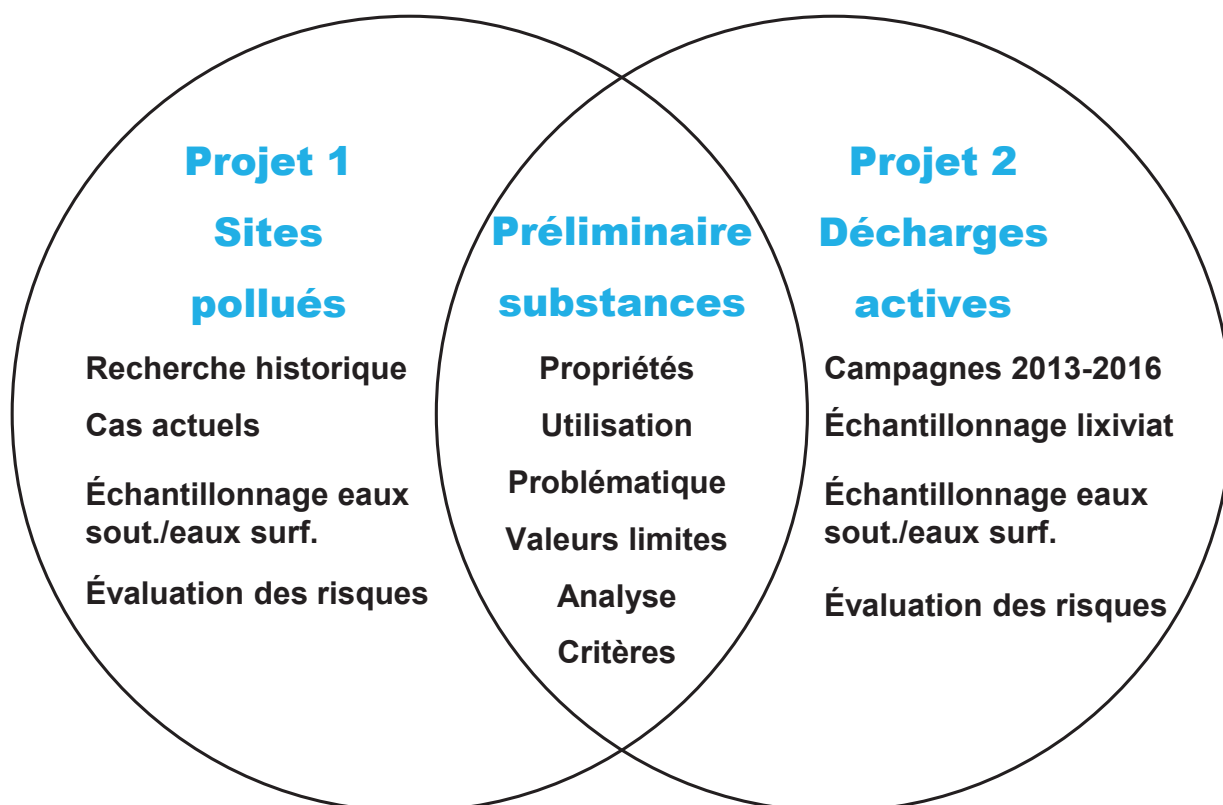 Projet 1
Sites
pollués
Recherche historique
Cas actuels
Échantillonnage eaux
sout./eaux surf.
Évaluation des risques
Préliminaire
substances
Propriétés
Utilisation
Problématique
Valeurs limites
Analyse
Critères
Projet 2
Décharges
actives
Campagnes 2013-2016
Échantillonnage lixiviat
Échantillonnage eaux
sout./eaux surf.
Évaluation des risques